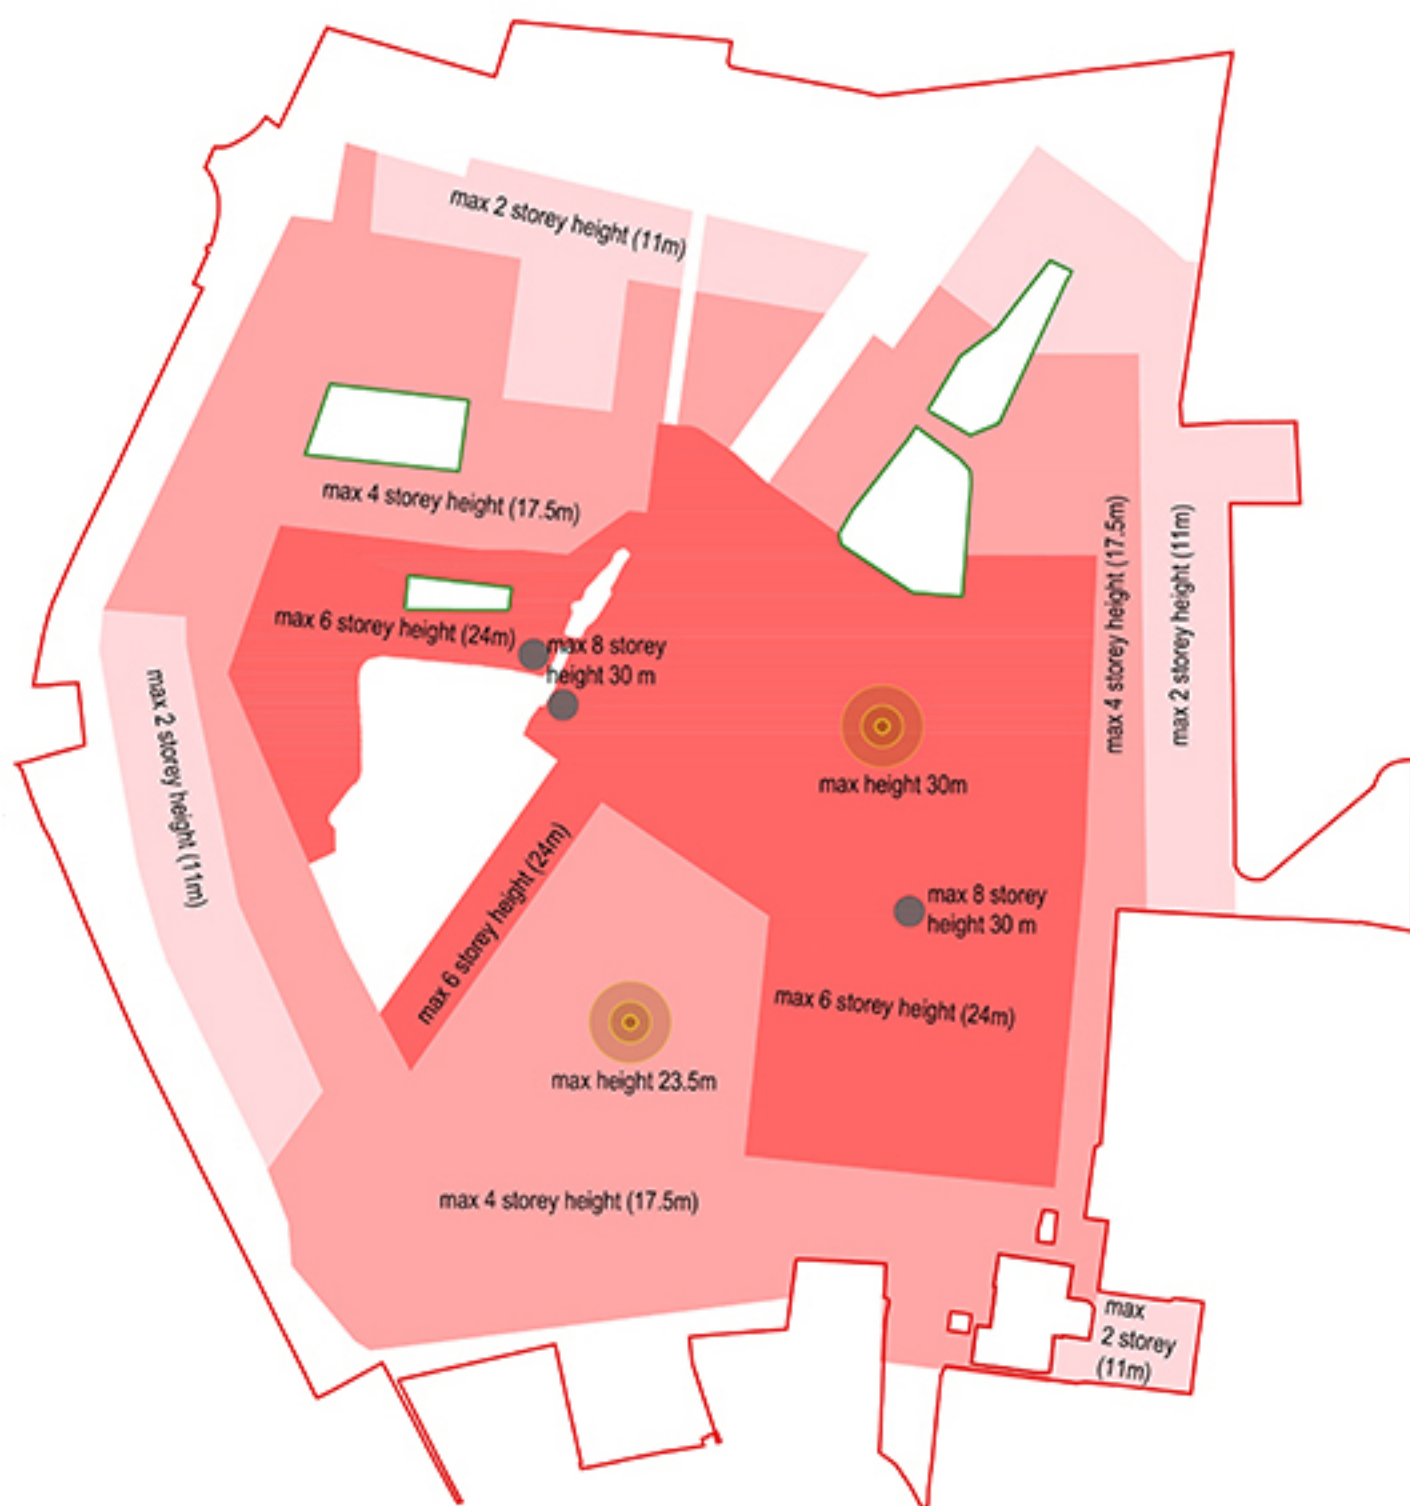 max 2 storey height (11m)
max 4 storey height (17.5m)
max 6 storey height (24m)
max 8 storey
height 30 m
max 4 storey height (17.5m)
max 2 storey height (11m)
max 2 storey height (11m)
max height 30m
max 6 storey height (24m)
max 8 storey
height 30 m
max 6 storey height (24m)
max height 23.5m
max 4 storey height (17.5m)
max
2 storey
(11m)